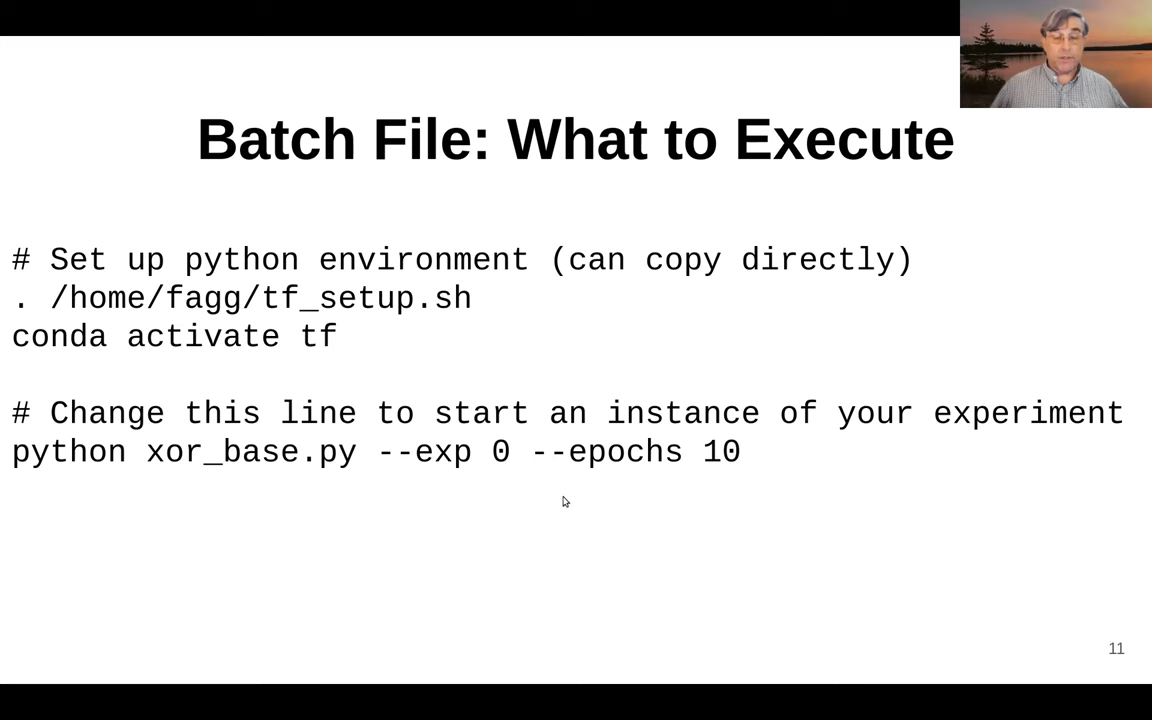 Batch File: What to Execute
# Set up python environment (can copy directly)
. /home/fagg/tf_setup.sh
conda activate tf
# Change this line to start an instance of your experiment
python xor_base.py --exp 0 --epochs 10
11